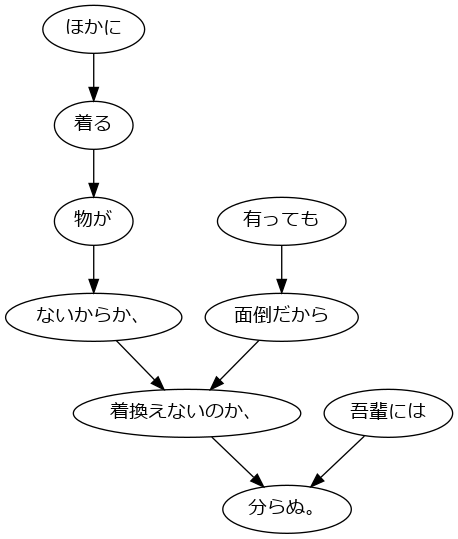 ほかに
着る
物が
有っても
ないからか、
面倒だから
着換えないのか、
吾輩には
分らぬ。